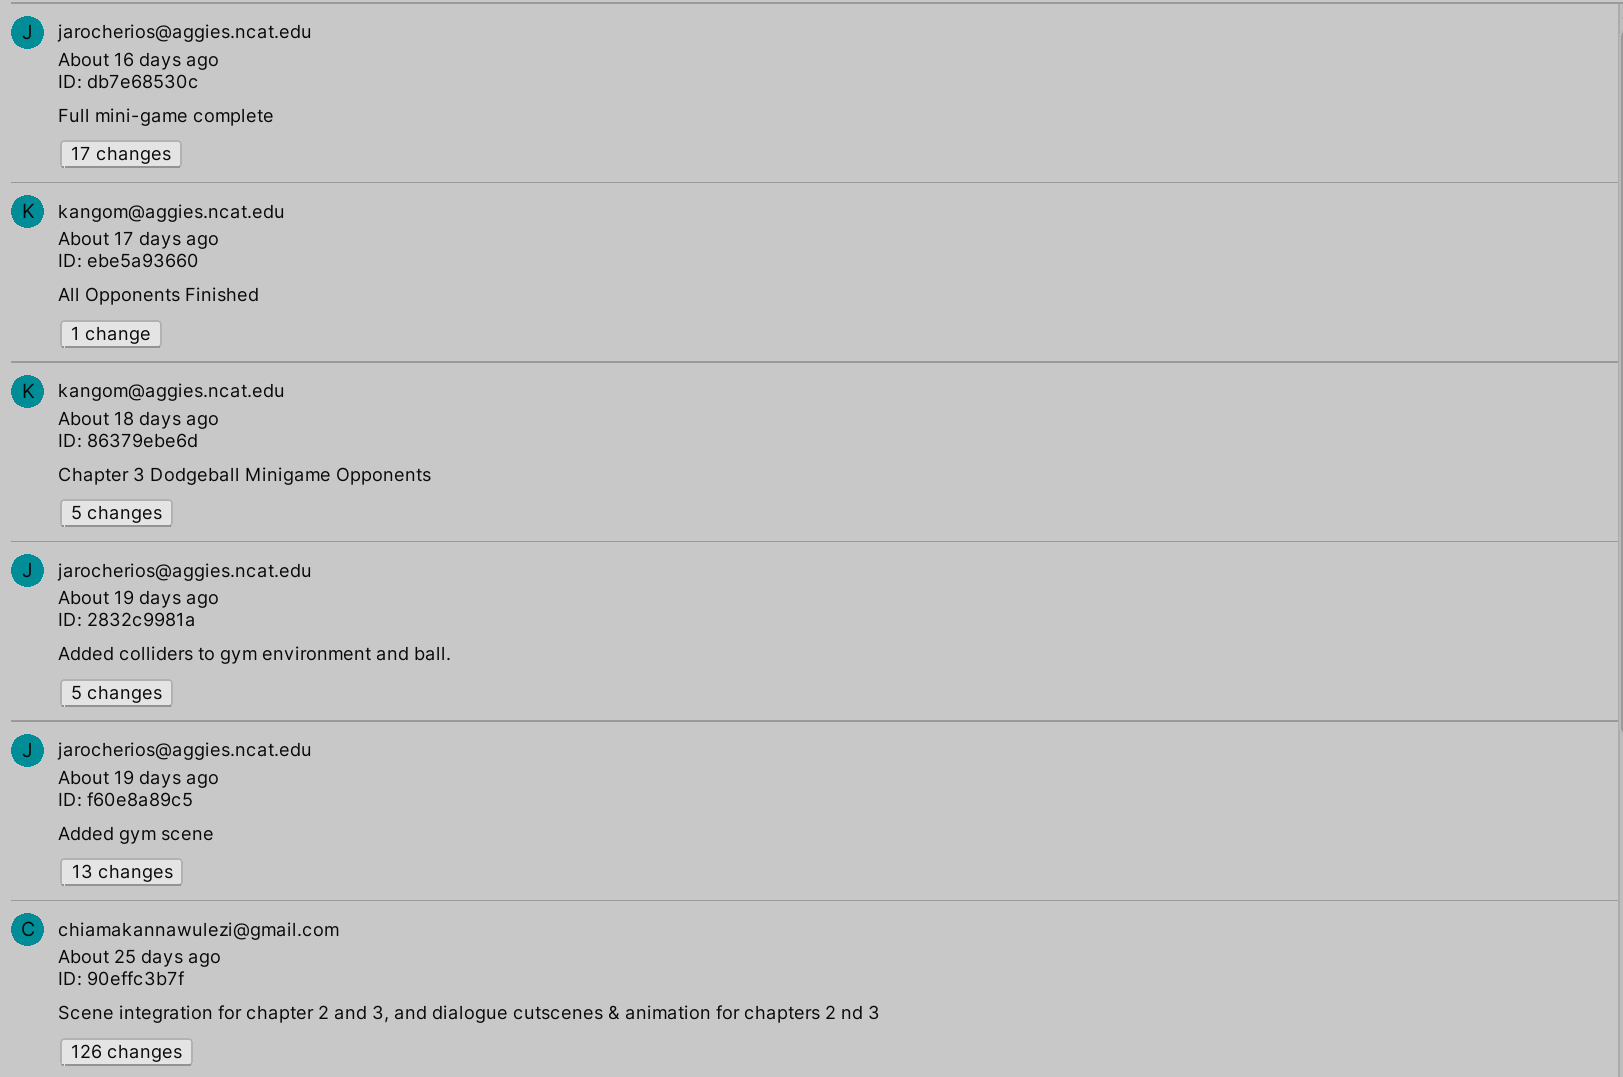 J
jarocherios@aggies.ncat.edu
About 16 days ago
ID: db7e68530c
Full mini-game complete
17 changes
K
kangom@aggies.ncat.edu
About 17 days ago
ID: ebe5a93660
All Opponents Finished
1 change
K
kangom@aggies.ncat.edu
About 18 days ago
ID: 86379ebe6d
Chapter 3 Dodgeball Minigame Opponents
5 changes
J
jarocherios@aggies.ncat.edu
About 19 days ago
ID: 2832c9981a
Added colliders to gym environment and ball.
5 changes
J
jarocherios@aggies.ncat.edu
About 19 days ago
ID: f60e8a89c5
Added gym scene
13 changes
C
chiamakannawulezi@gmail.com
About 25 days ago
ID: 90effc3b7f
Scene integration for chapter 2 and 3, and dialogue cutscenes & animation for chapters 2 nd 3
126 changes